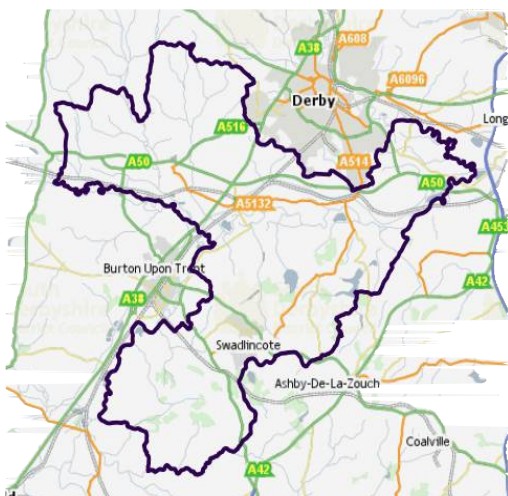 A608
A38
A6096
Derby
Long
A516
A514
A50
A50
A5132
A453
Burton Upon Trent
A42
A38
Swadlincote
Ashby-De-La-Zouch
Coalville
A42
d